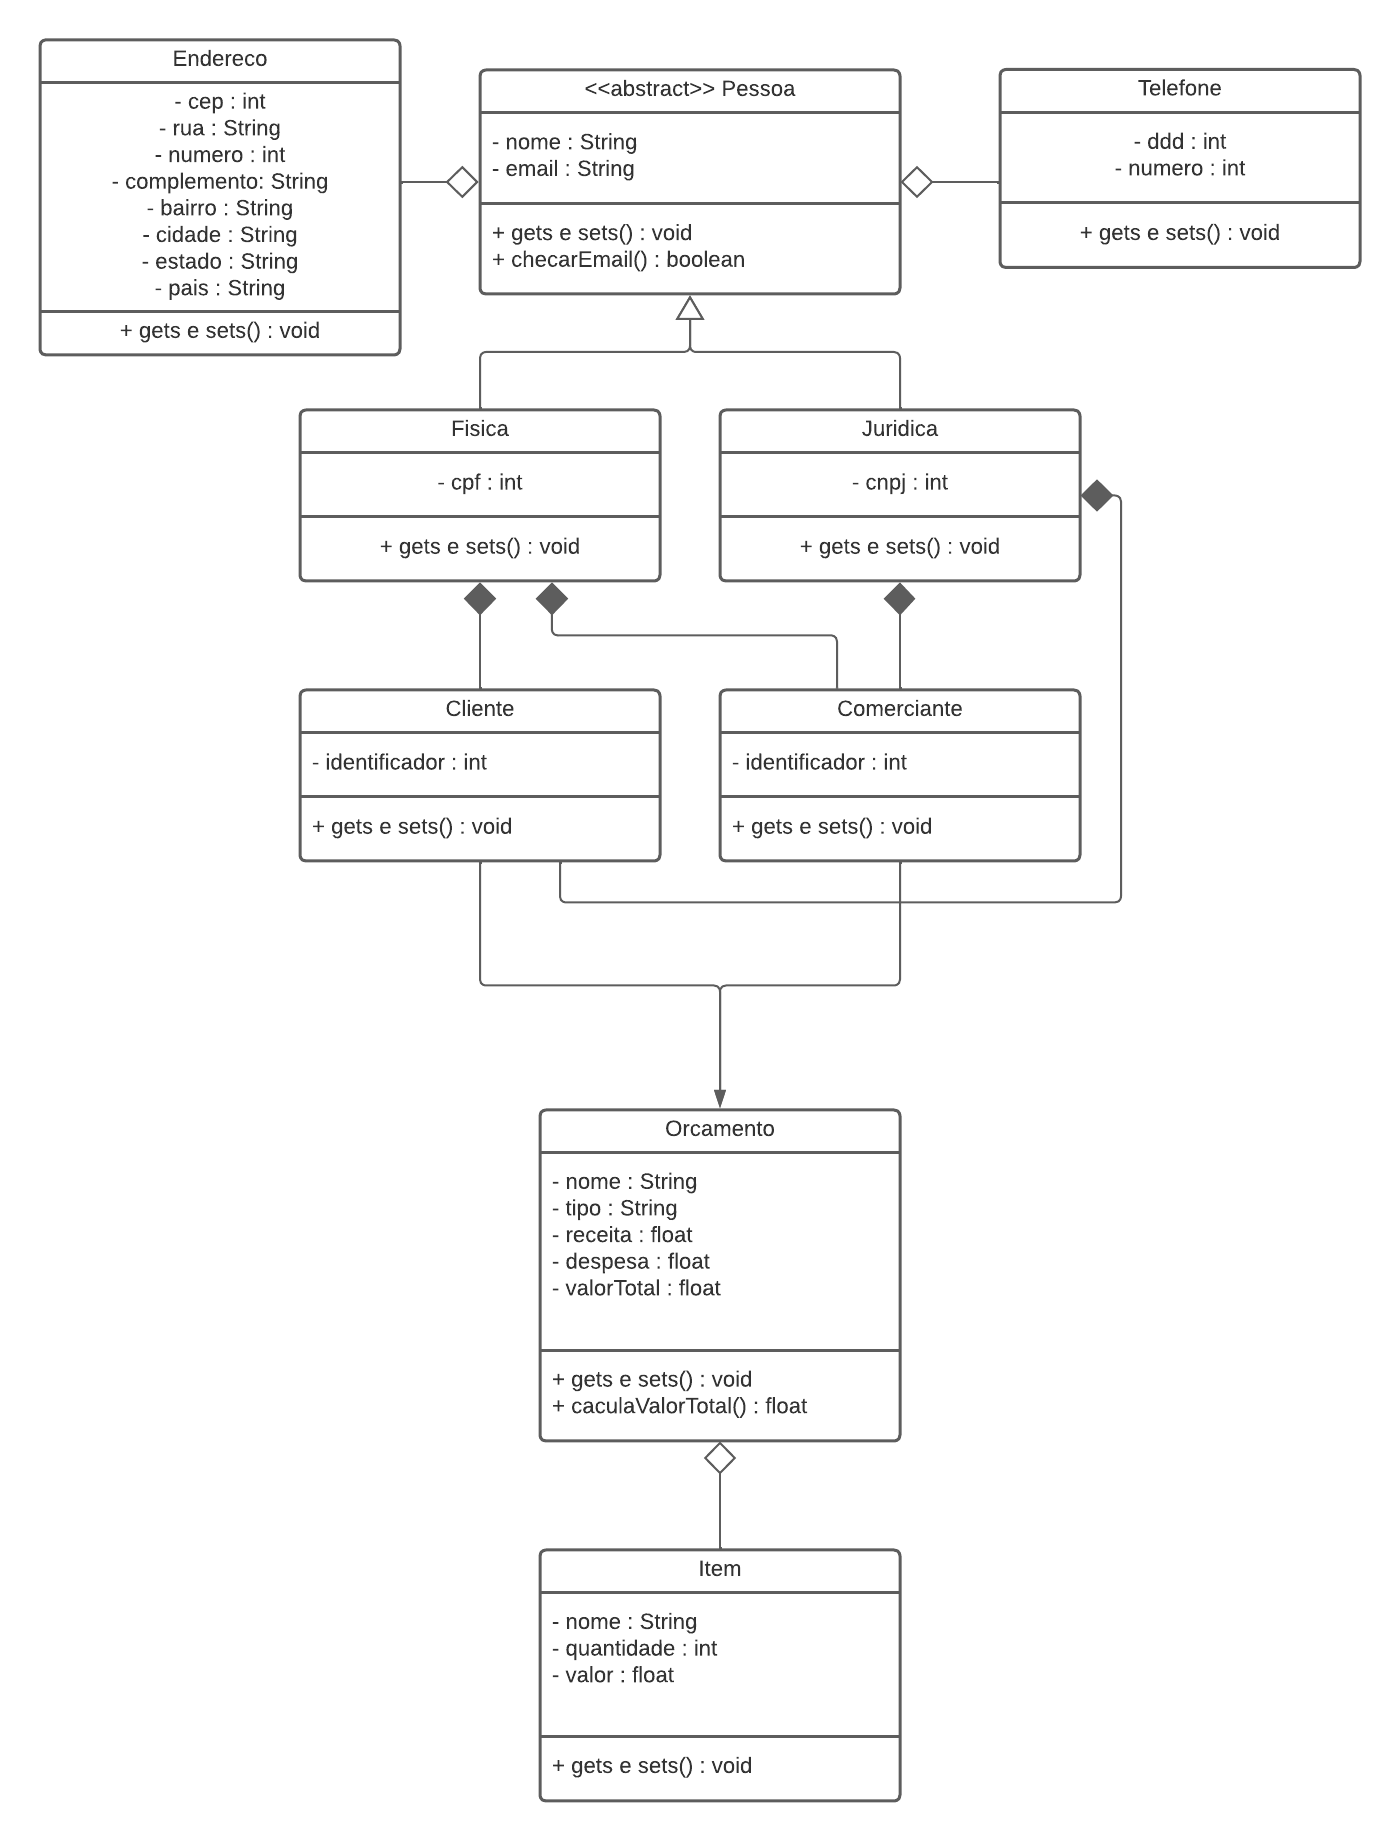 Endereco
- cep : int
- rua : String
- numero : int
- complemento: String
- bairro : String
- cidade : String
- estado : String
- pais : String
+ gets e sets() : void
<<abstract>> Pessoa
- nome : String
- email : String
+ gets e sets() : void
+ checarEmail() : boolean
Telefone
- ddd : int
- numero : int
+ gets e sets() : void
Fisica
- cpf : int
+ gets e sets() : void
Juridica
- cnpj : int
+ gets e sets() : void
Cliente
- identificador : int
+ gets e sets() : void
Comerciante
- identificador : int
+ gets e sets() : void
Orcamento
- nome : String
- tipo : String
- receita : float
- despesa : float
- valorTotal : float
+ gets e sets() : void
+ caculaValorTotal() : float
Item
- nome : String
- quantidade : int
- valor : float
+ gets e sets() : void